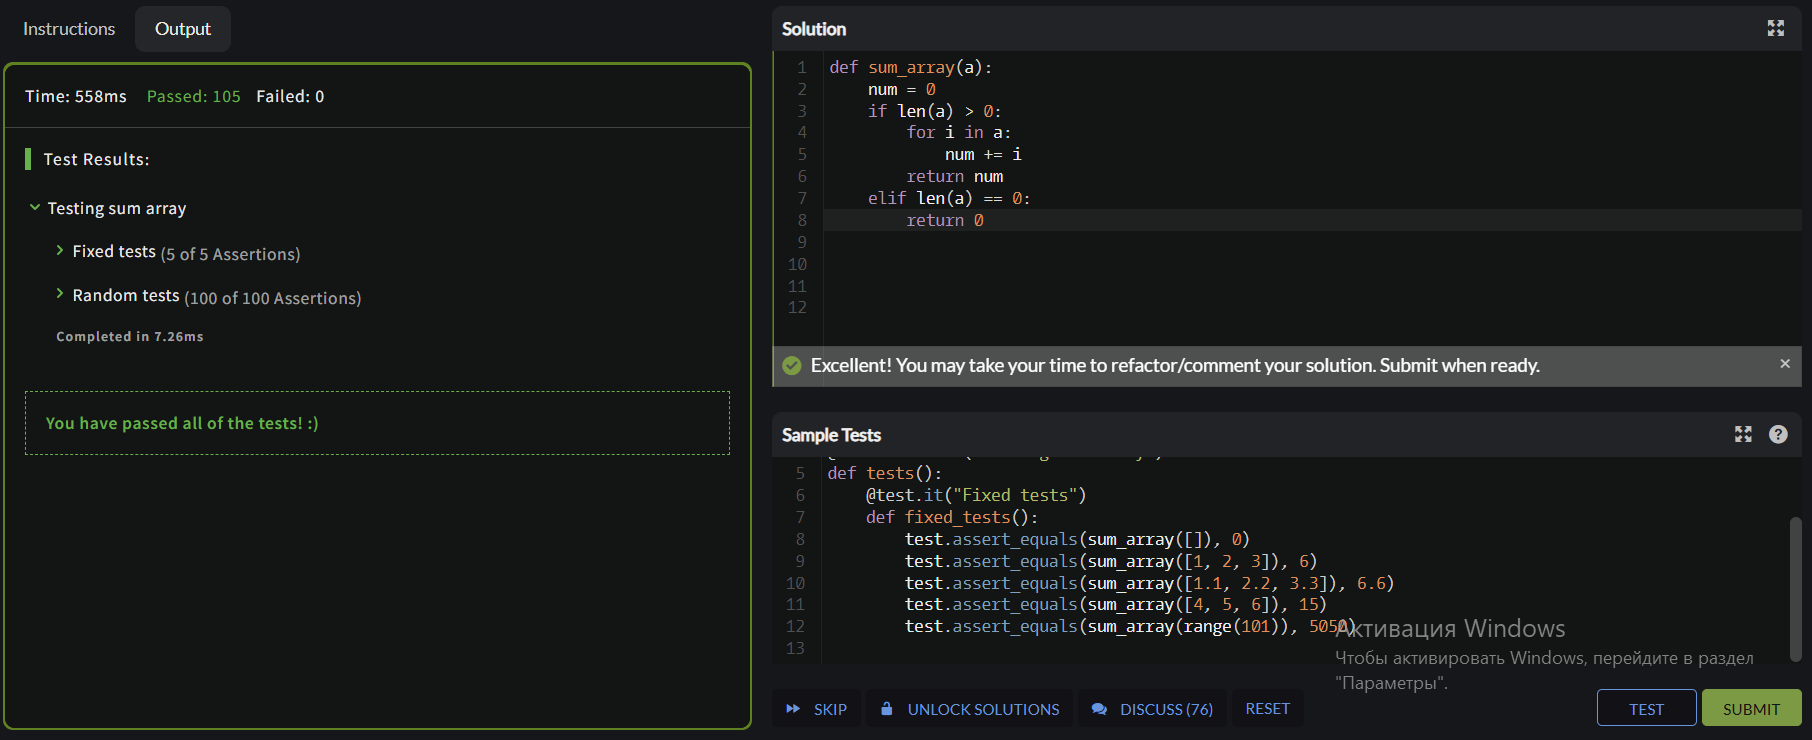 Instructions
Output
Time: 558ms Passed: 105 Failed: 0
Test Results:
Testing sum array
Fixed tests (5 of 5 Assertions)
Random tests (100 of 100 Assertions)
Completed in 7.26ms
You have passed all of the tests! :)
Solution
1 def sum_array(a):
2     num = 0
3     if len(a) > 0:
4         for i in a:
5             num += i
6         return num
7     elif len(a) == 0:
8         return 0
9
10
11
12
Excellent! You may take your time to refactor/comment your solution. Submit when ready. ×
Sample Tests ?
5 def tests():
6     @test.it("Fixed tests")
7     def fixed_tests():
8         test.assert_equals(sum_array([]), 0)
9         test.assert_equals(sum_array([1, 2, 3]), 6)
10         test.assert_equals(sum_array([1.1, 2.2, 3.3]), 6.6)
11         test.assert_equals(sum_array([4, 5, 6]), 15)
12         test.assert_equals(sum_array(range(101)), 5050)
13
Активация Windows
Чтобы активировать Windows, перейдите в раздел
"Параметры".
SKIP UNLOCK SOLUTIONS DISCUSS (76) RESET TEST SUBMIT